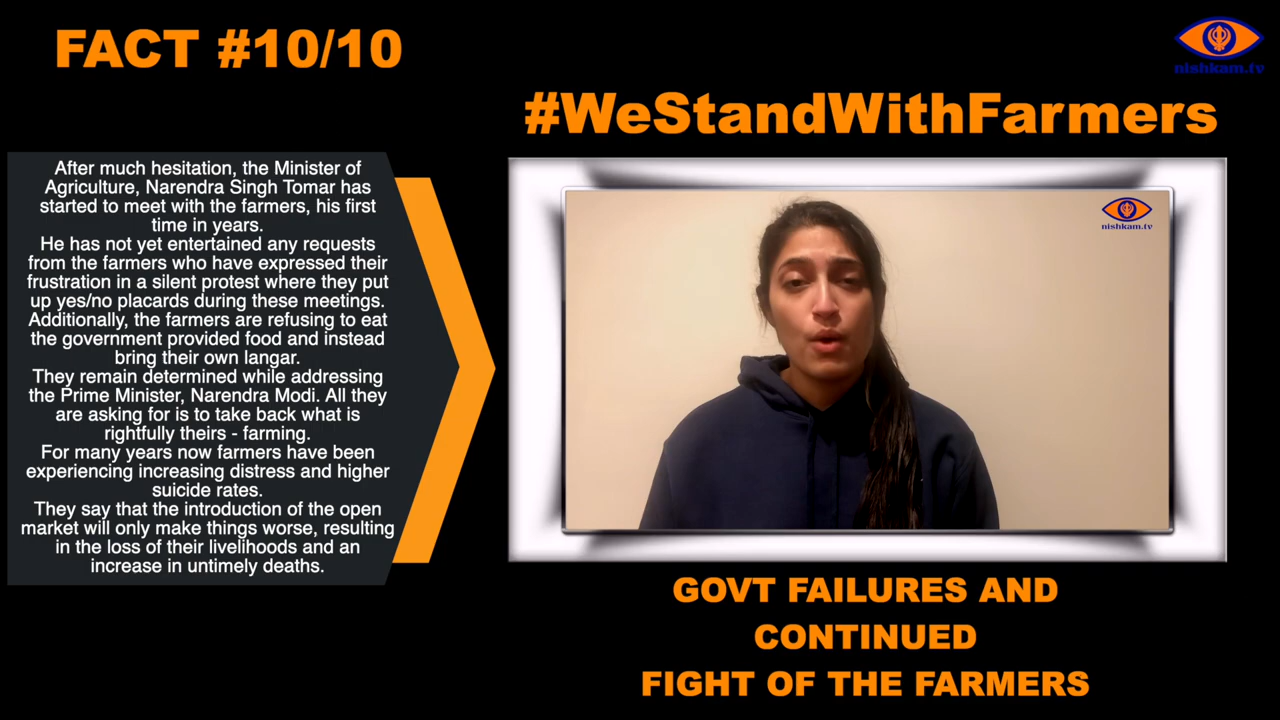 FACT #10/10
nishkam.tv
#WeStandWithFarmers
After much hesitation, the Minister of
Agriculture, Narendra Singh Tomar has
started to meet with the farmers, his first
time in years.
He has not yet entertained any requests
from the farmers who have expressed their
frustration in a silent protest where they put
up yes/no placards during these meetings.
Additionally, the farmers are refusing to eat
the government provided food and instead
bring their own langar.
They remain determined while addressing
the Prime Minister, Narendra Modi. All they
are asking for is to take back what is
rightfully theirs - farming.
For many years now farmers have been
experiencing increasing distress and higher
suicide rates.
They say that the introduction of the open
market will only make things worse, resulting
in the loss of their livelihoods and an
increase in untimely deaths.
nishkam.tv
GOVT FAILURES AND
CONTINUED
FIGHT OF THE FARMERS